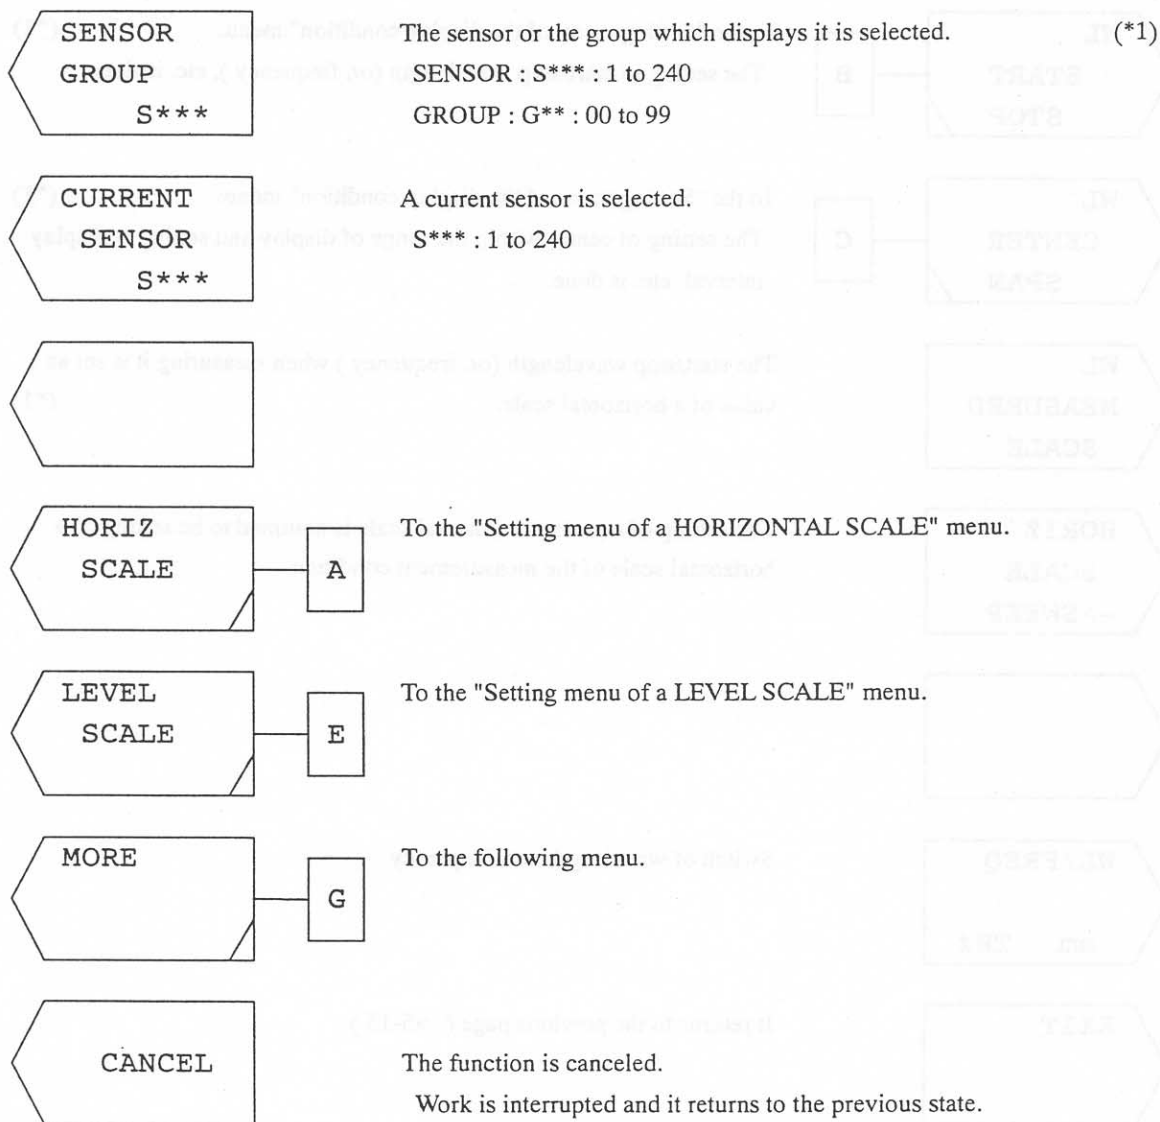 SENSOR
GROUP
S***
The sensor or the group which displays it is selected. (*1)
SENSOR : S*** : 1 to 240
GROUP : G** : 00 to 99
CURRENT
SENSOR
S***
A current sensor is selected.
S*** : 1 to 240
HORIZ
SCALE
A
To the "Setting menu of a HORIZONTAL SCALE" menu.
LEVEL
SCALE
E
To the "Setting menu of a LEVEL SCALE" menu.
MORE
G
To the following menu.
CANCEL
The function is canceled.
Work is interrupted and it returns to the previous state.